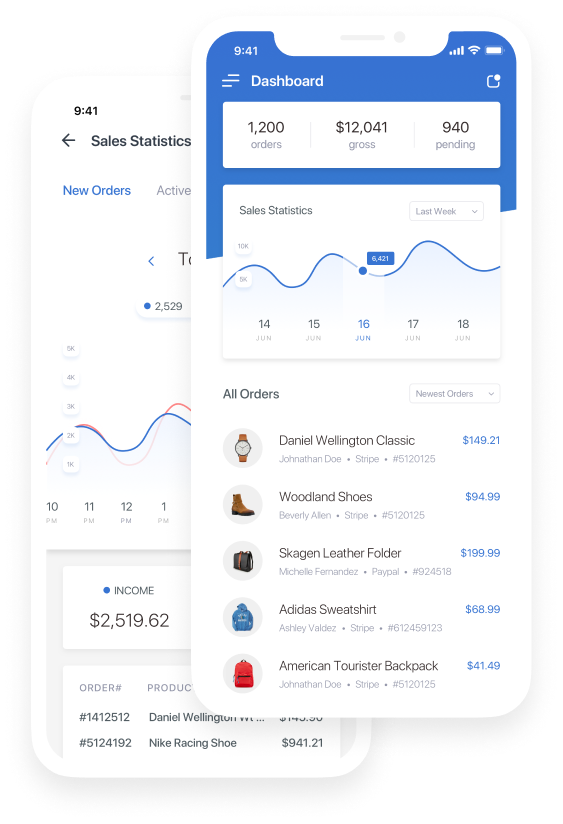 9:41
Dashboard
1,200 $12,041 940
orders gross pending
Sales Statistics Last Week
10K
6,421
5K
14 15 16 17 18
JUN JUN JUN JUN JUN
All Orders Newest Orders
Daniel Wellington Classic $149.21
Johnathan Doe • Stripe • #5120125
Woodland Shoes $94.99
Beverly Allen • Stripe • #5120125
Skagen Leather Folder $199.99
Michelle Fernandez • Paypal • #924518
Adidas Sweatshirt $68.99
Ashley Valdez • Stripe • #612459123
American Tourister Backpack $41.49
Johnathan Doe • Stripe • #5120125
9:41
Sales Statistics
New Orders Active
2,529
5K
4K
3K
2K
1K
10 11 12 1
PM PM PM PM
INCOME
$2,519.62
ORDER# PRODUC
#1412512 Daniel Wellington Wt ...
#5124192 Nike Racing Shoe $941.21